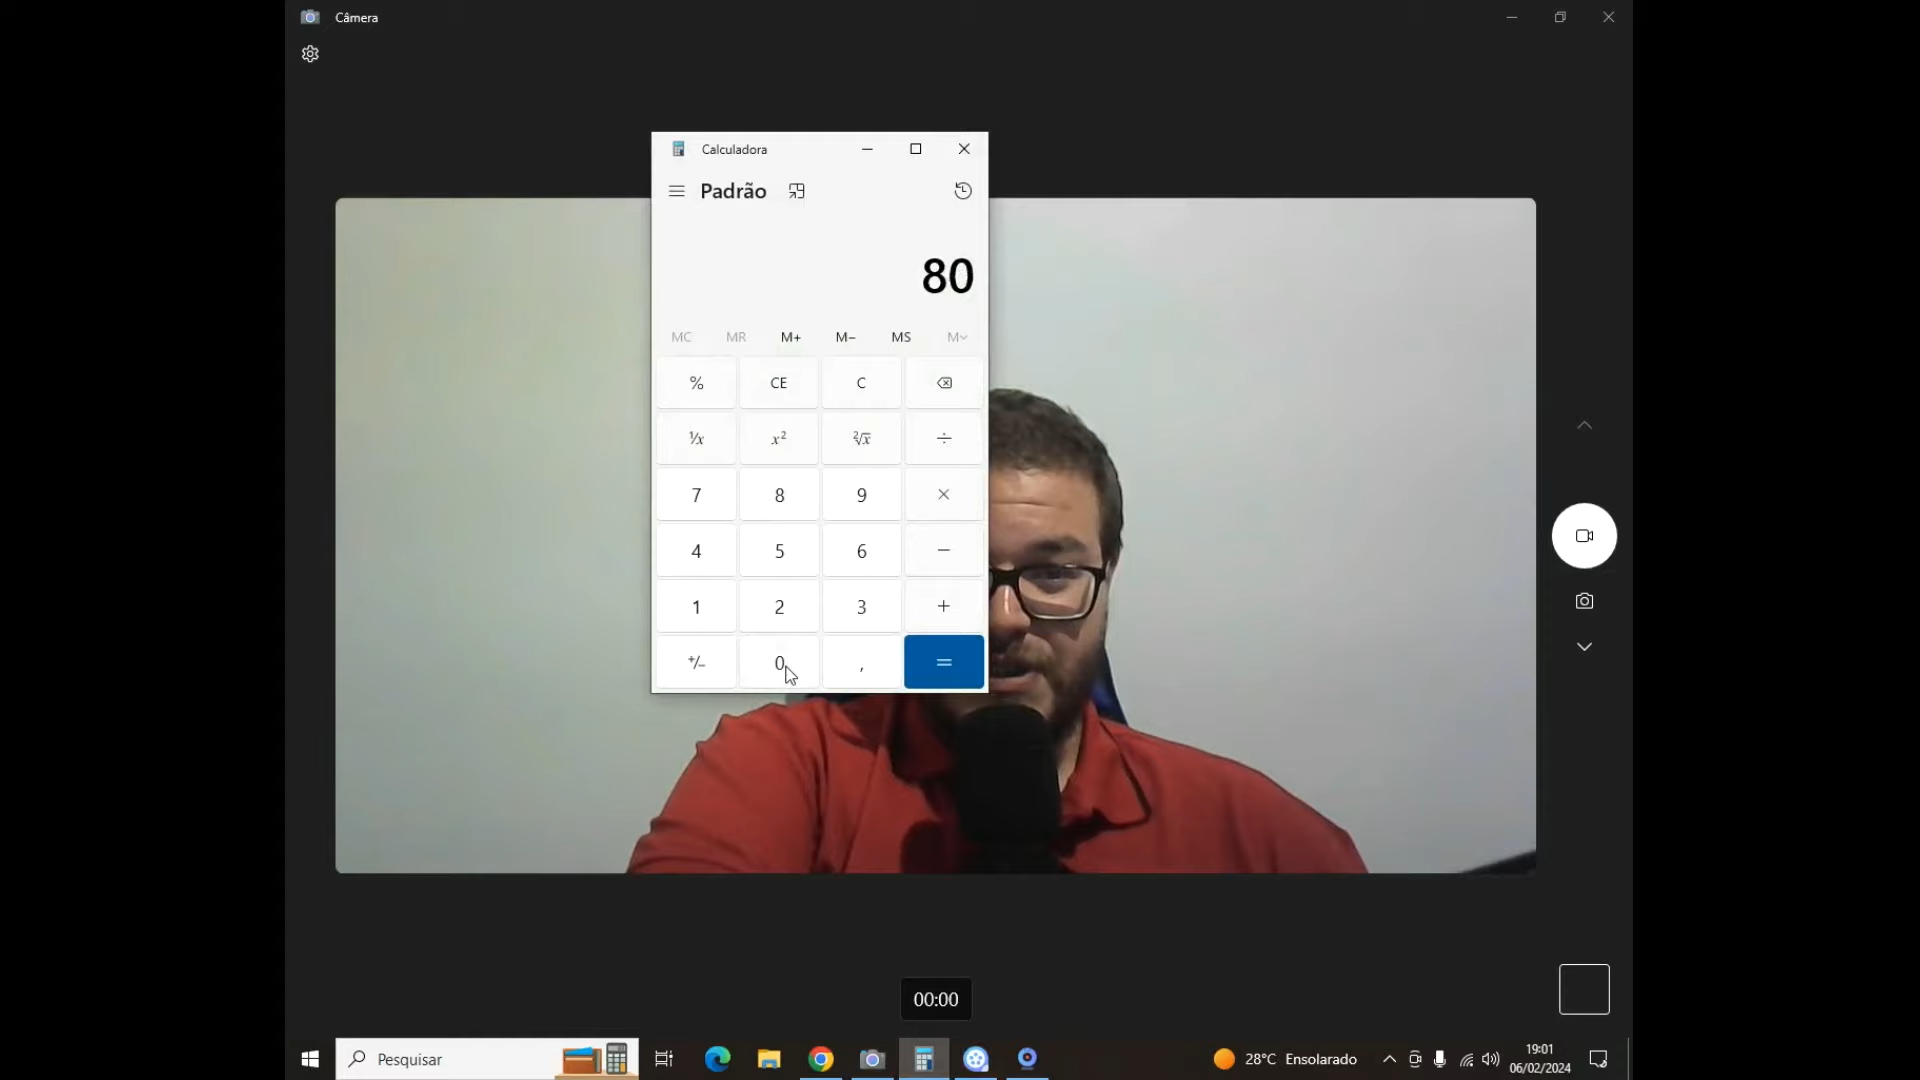 Câmera
Calculadora
Padrão
80
MC MR M+ M− MS M
% CE C
¹/x x² ²√x ÷
7 8 9 ×
4 5 6 −
1 2 3 +
+/− 0 , =
00:00
Pesquisar
28°C Ensolarado
19:01
06/02/2024